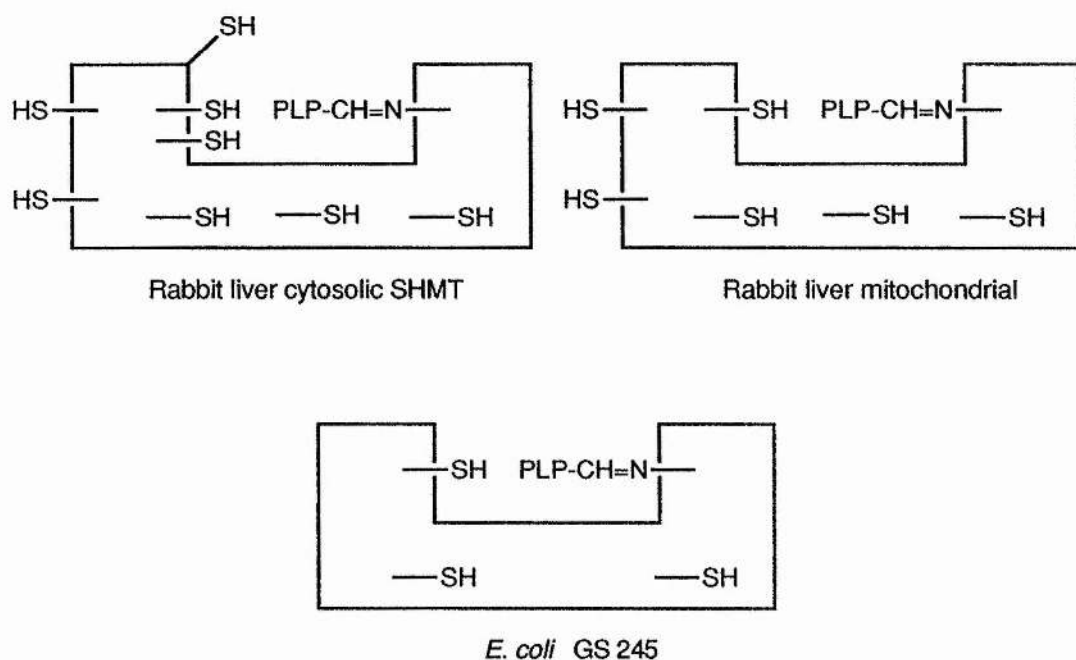 SH
HS SH PLP-CH=N
SH
HS
SH SH SH
Rabbit liver cytosolic SHMT
HS SH PLP-CH=N
HS
SH SH SH
Rabbit liver mitochondrial
SH PLP-CH=N
SH SH
E. coli GS 245